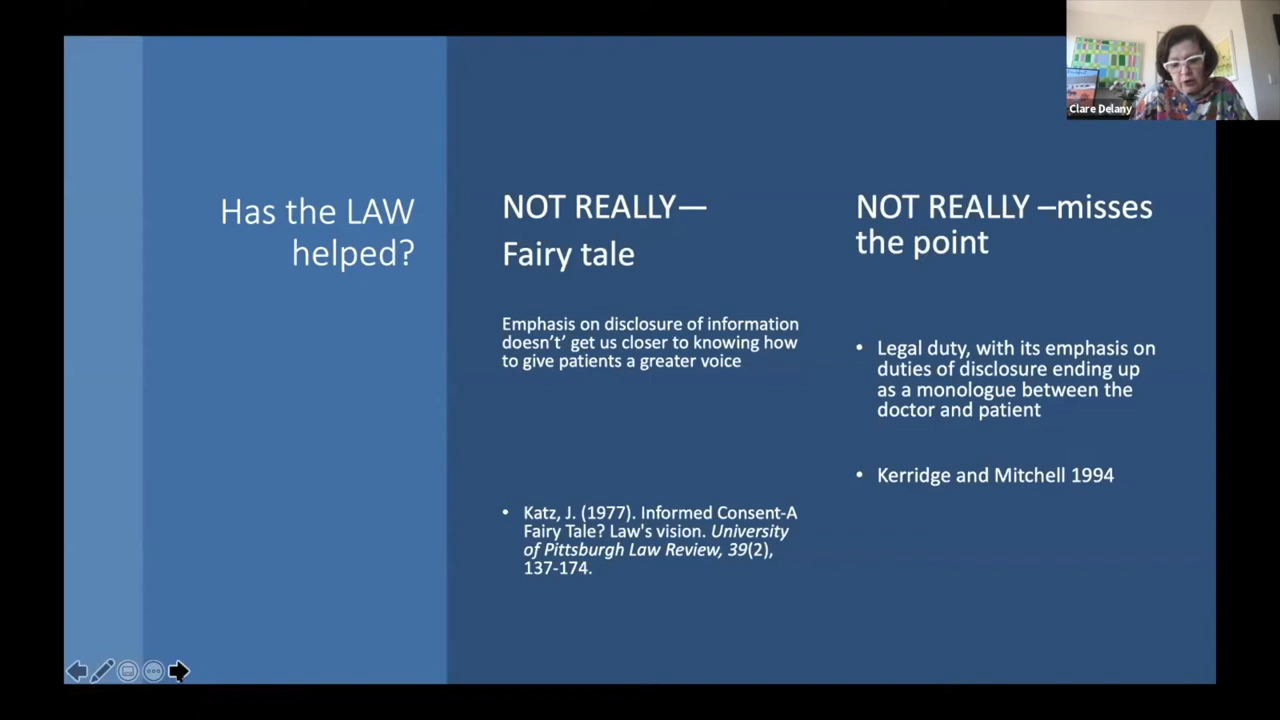 Clare Delany
Has the LAW
helped?
NOT REALLY—
Fairy tale
Emphasis on disclosure of information
doesn't' get us closer to knowing how
to give patients a greater voice
• Katz, J. (1977). Informed Consent-A
Fairy Tale? Law's vision. University
of Pittsburgh Law Review, 39(2),
137-174.
NOT REALLY –misses
the point
• Legal duty, with its emphasis on
duties of disclosure ending up
as a monologue between the
doctor and patient
• Kerridge and Mitchell 1994